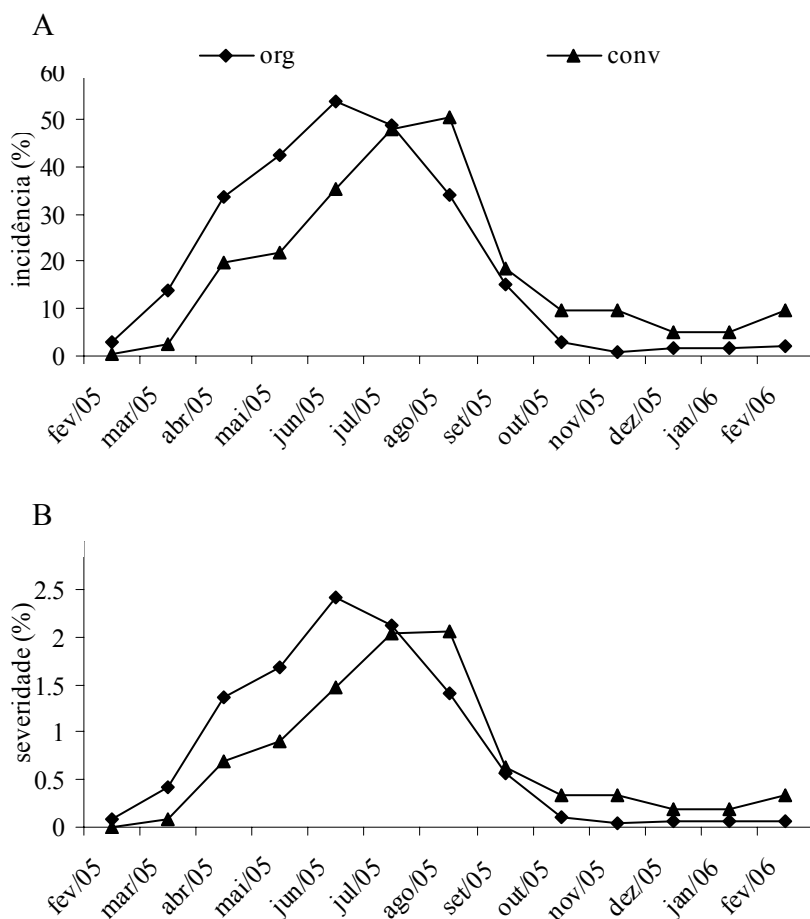 A
org conv
60
50
40
30
20
10
0
incidência (%)
fev/05 mar/05 abr/05 mai/05 jun/05 jul/05 ago/05 set/05 out/05 nov/05 dez/05 jan/06 fev/06
B
2.5
2
1.5
1
0.5
0
severidade (%)
fev/05 mar/05 abr/05 mai/05 jun/05 jul/05 ago/05 set/05 out/05 nov/05 dez/05 jan/06 fev/06